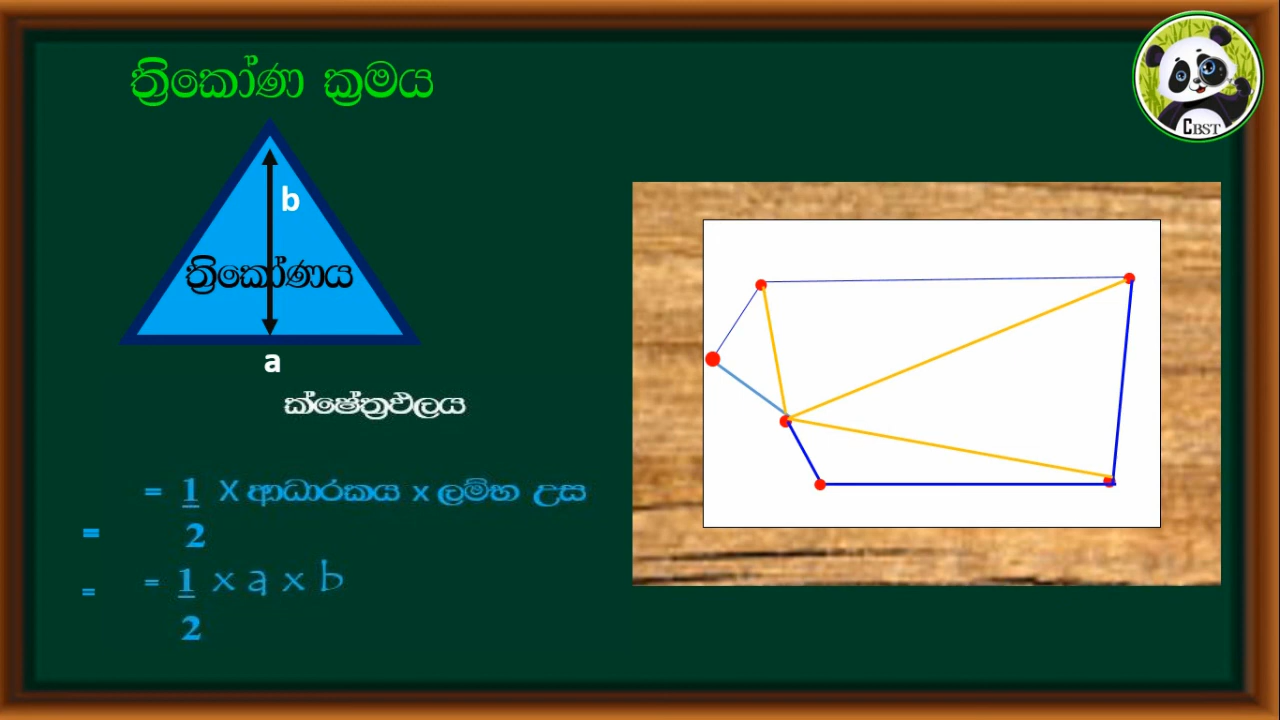 ත්‍රිකෝණ ක්‍රමය
CBST
b
ත්‍රිකෝණය
a
ක්ෂේත්‍රඵලය
= 1 X ආධාරකය x ලම්භ උස
= 2
= = 1 x a x b
2